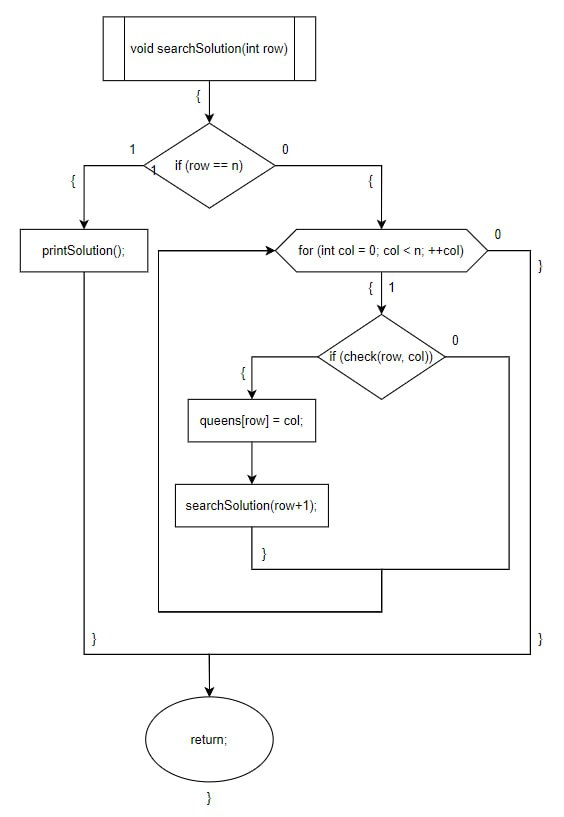 void searchSolution(int row)
{
1
0
1
if (row == n)
{
{
printSolution();
for (int col = 0; col < n; ++col)
0
}
{
1
if (check(row, col))
0
{
queens[row] = col;
searchSolution(row+1);
}
}
}
return;
}